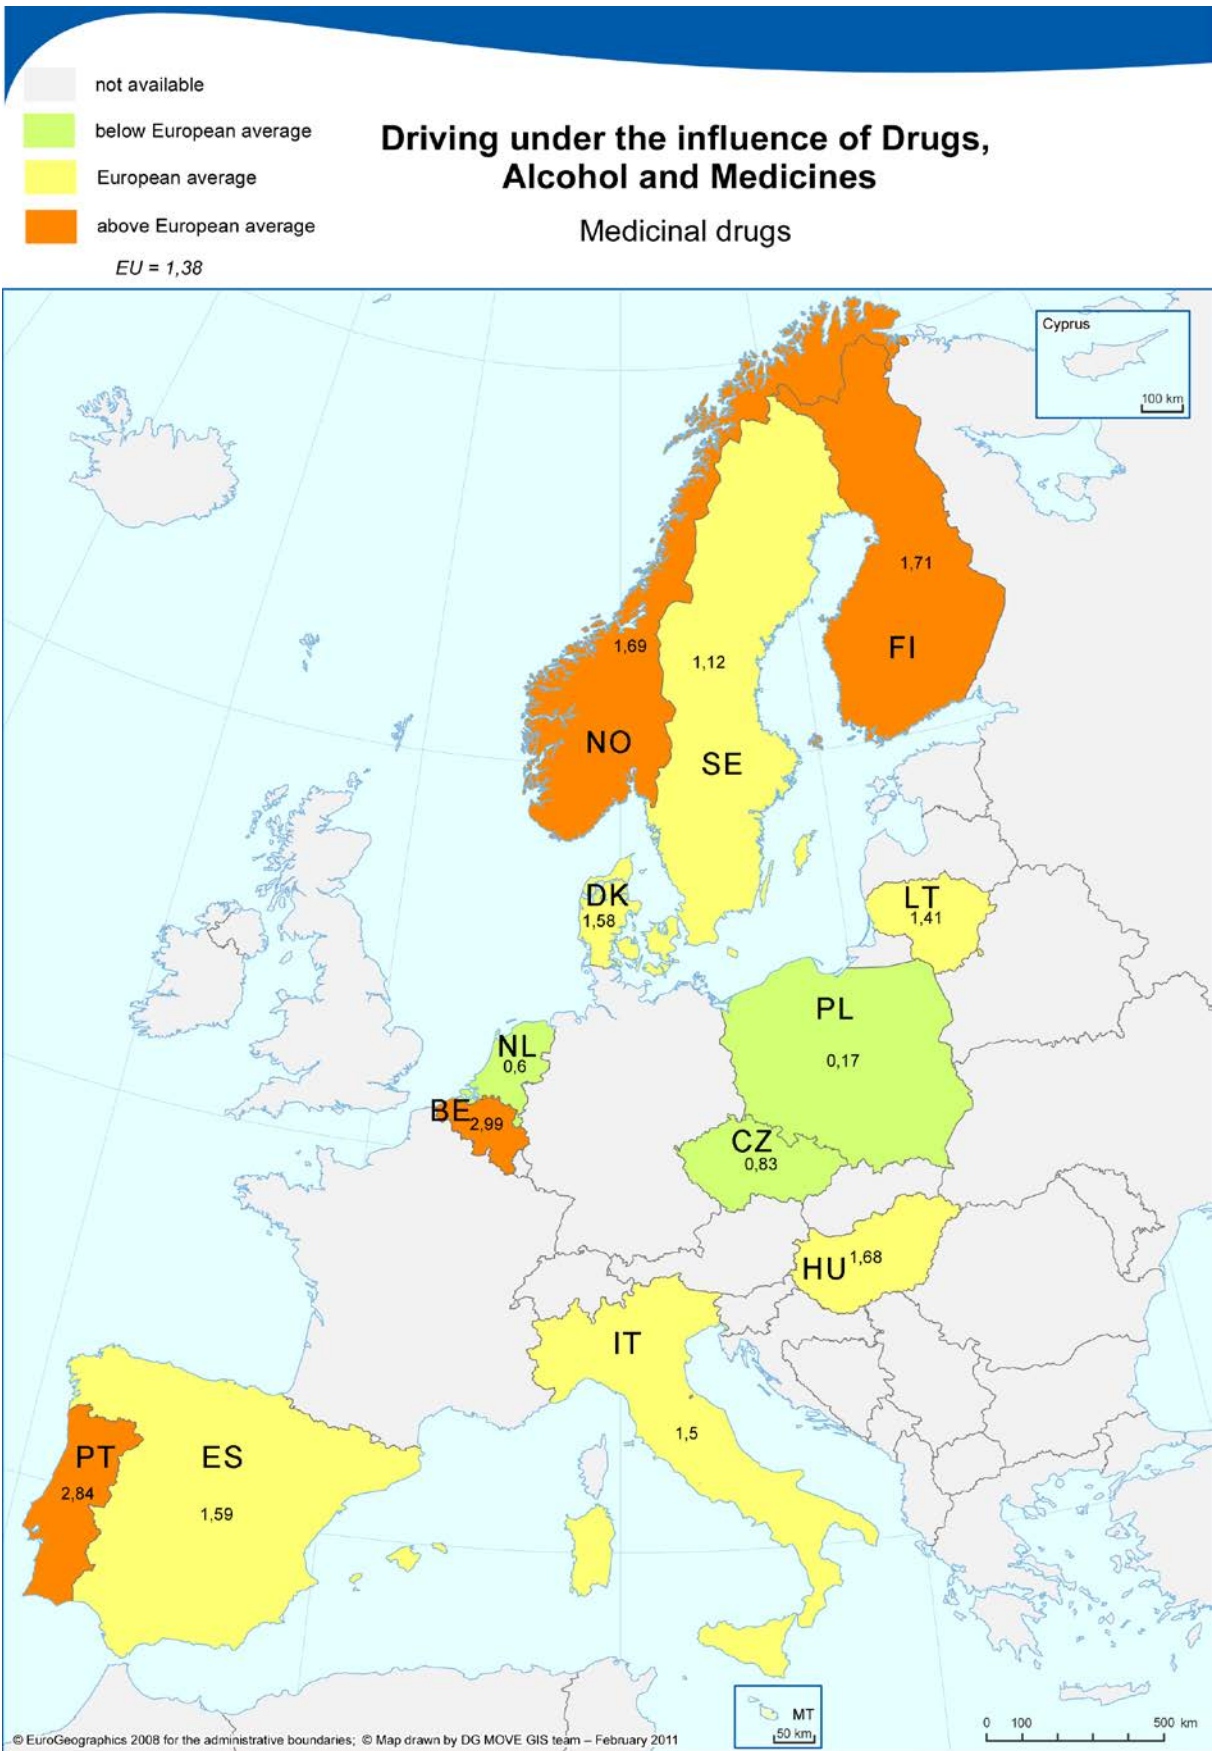 not available
below European average
European average
above European average
EU = 1,38
Driving under the influence of Drugs,
Alcohol and Medicines
Medicinal drugs
Cyprus
100 km
1,71
FI
1,69
1,12
NO
SE
DK
1,58
LT
1,41
PL
0,17
NL
0,6
BE
2,99
CZ
0,83
HU
1,68
IT
1,5
PT
2,84
ES
1,59
MT
50 km
0 100 500 km
© EuroGeographics 2008 for the administrative boundaries; © Map drawn by DG MOVE GIS team – February 2011